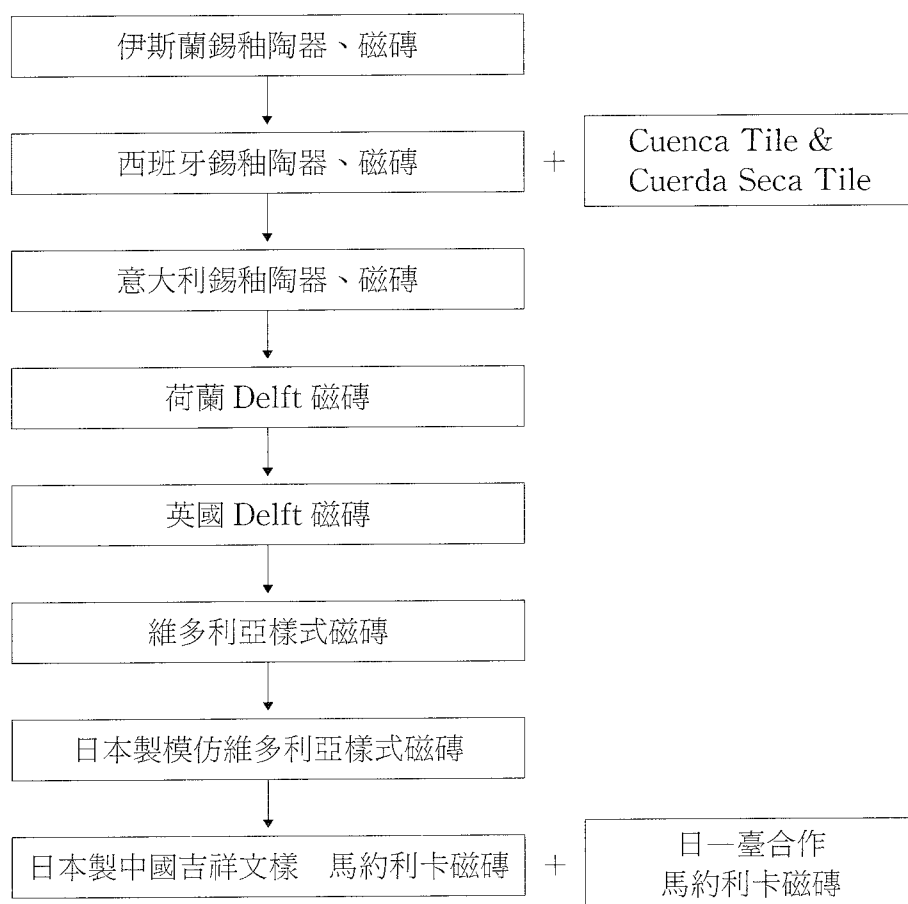 伊斯蘭錫釉陶器、磁磚
西班牙錫釉陶器、磁磚
+
Cuenca Tile &
Cuerda Seca Tile
意大利錫釉陶器、磁磚
荷蘭 Delft 磁磚
英國 Delft 磁磚
維多利亞樣式磁磚
日本製模仿維多利亞樣式磁磚
日本製中國吉祥文樣 馬約利卡磁磚
+
日—臺合作
馬約利卡磁磚